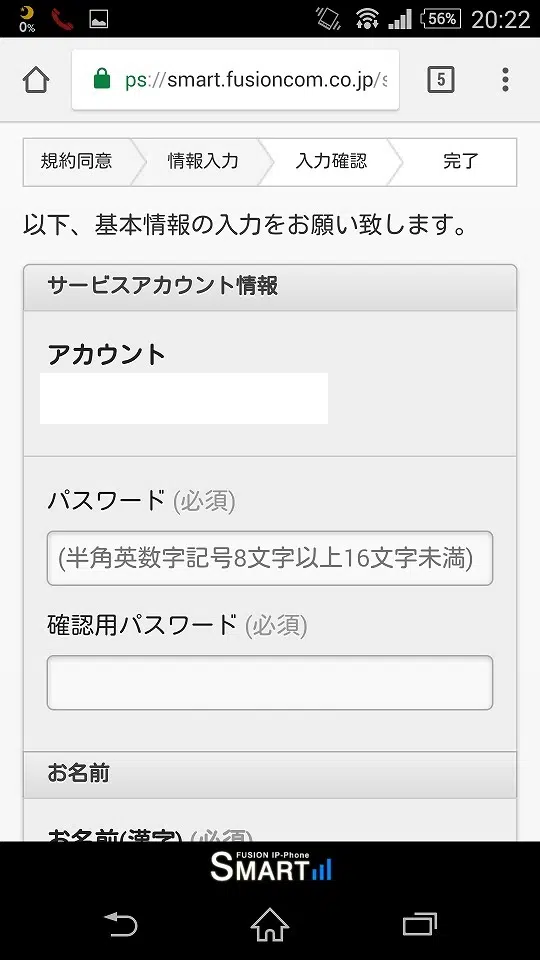 0%
56%
20:22
ps://smart.fusioncom.co.jp/s
5
規約同意
情報入力
入力確認
完了
以下、基本情報の入力をお願い致します。
サービスアカウント情報
アカウント
パスワード (必須)
(半角英数字記号8文字以上16文字未満)
確認用パスワード (必須)
お名前
お名前(漢字) (必須)
FUSION IP-Phone
SMART